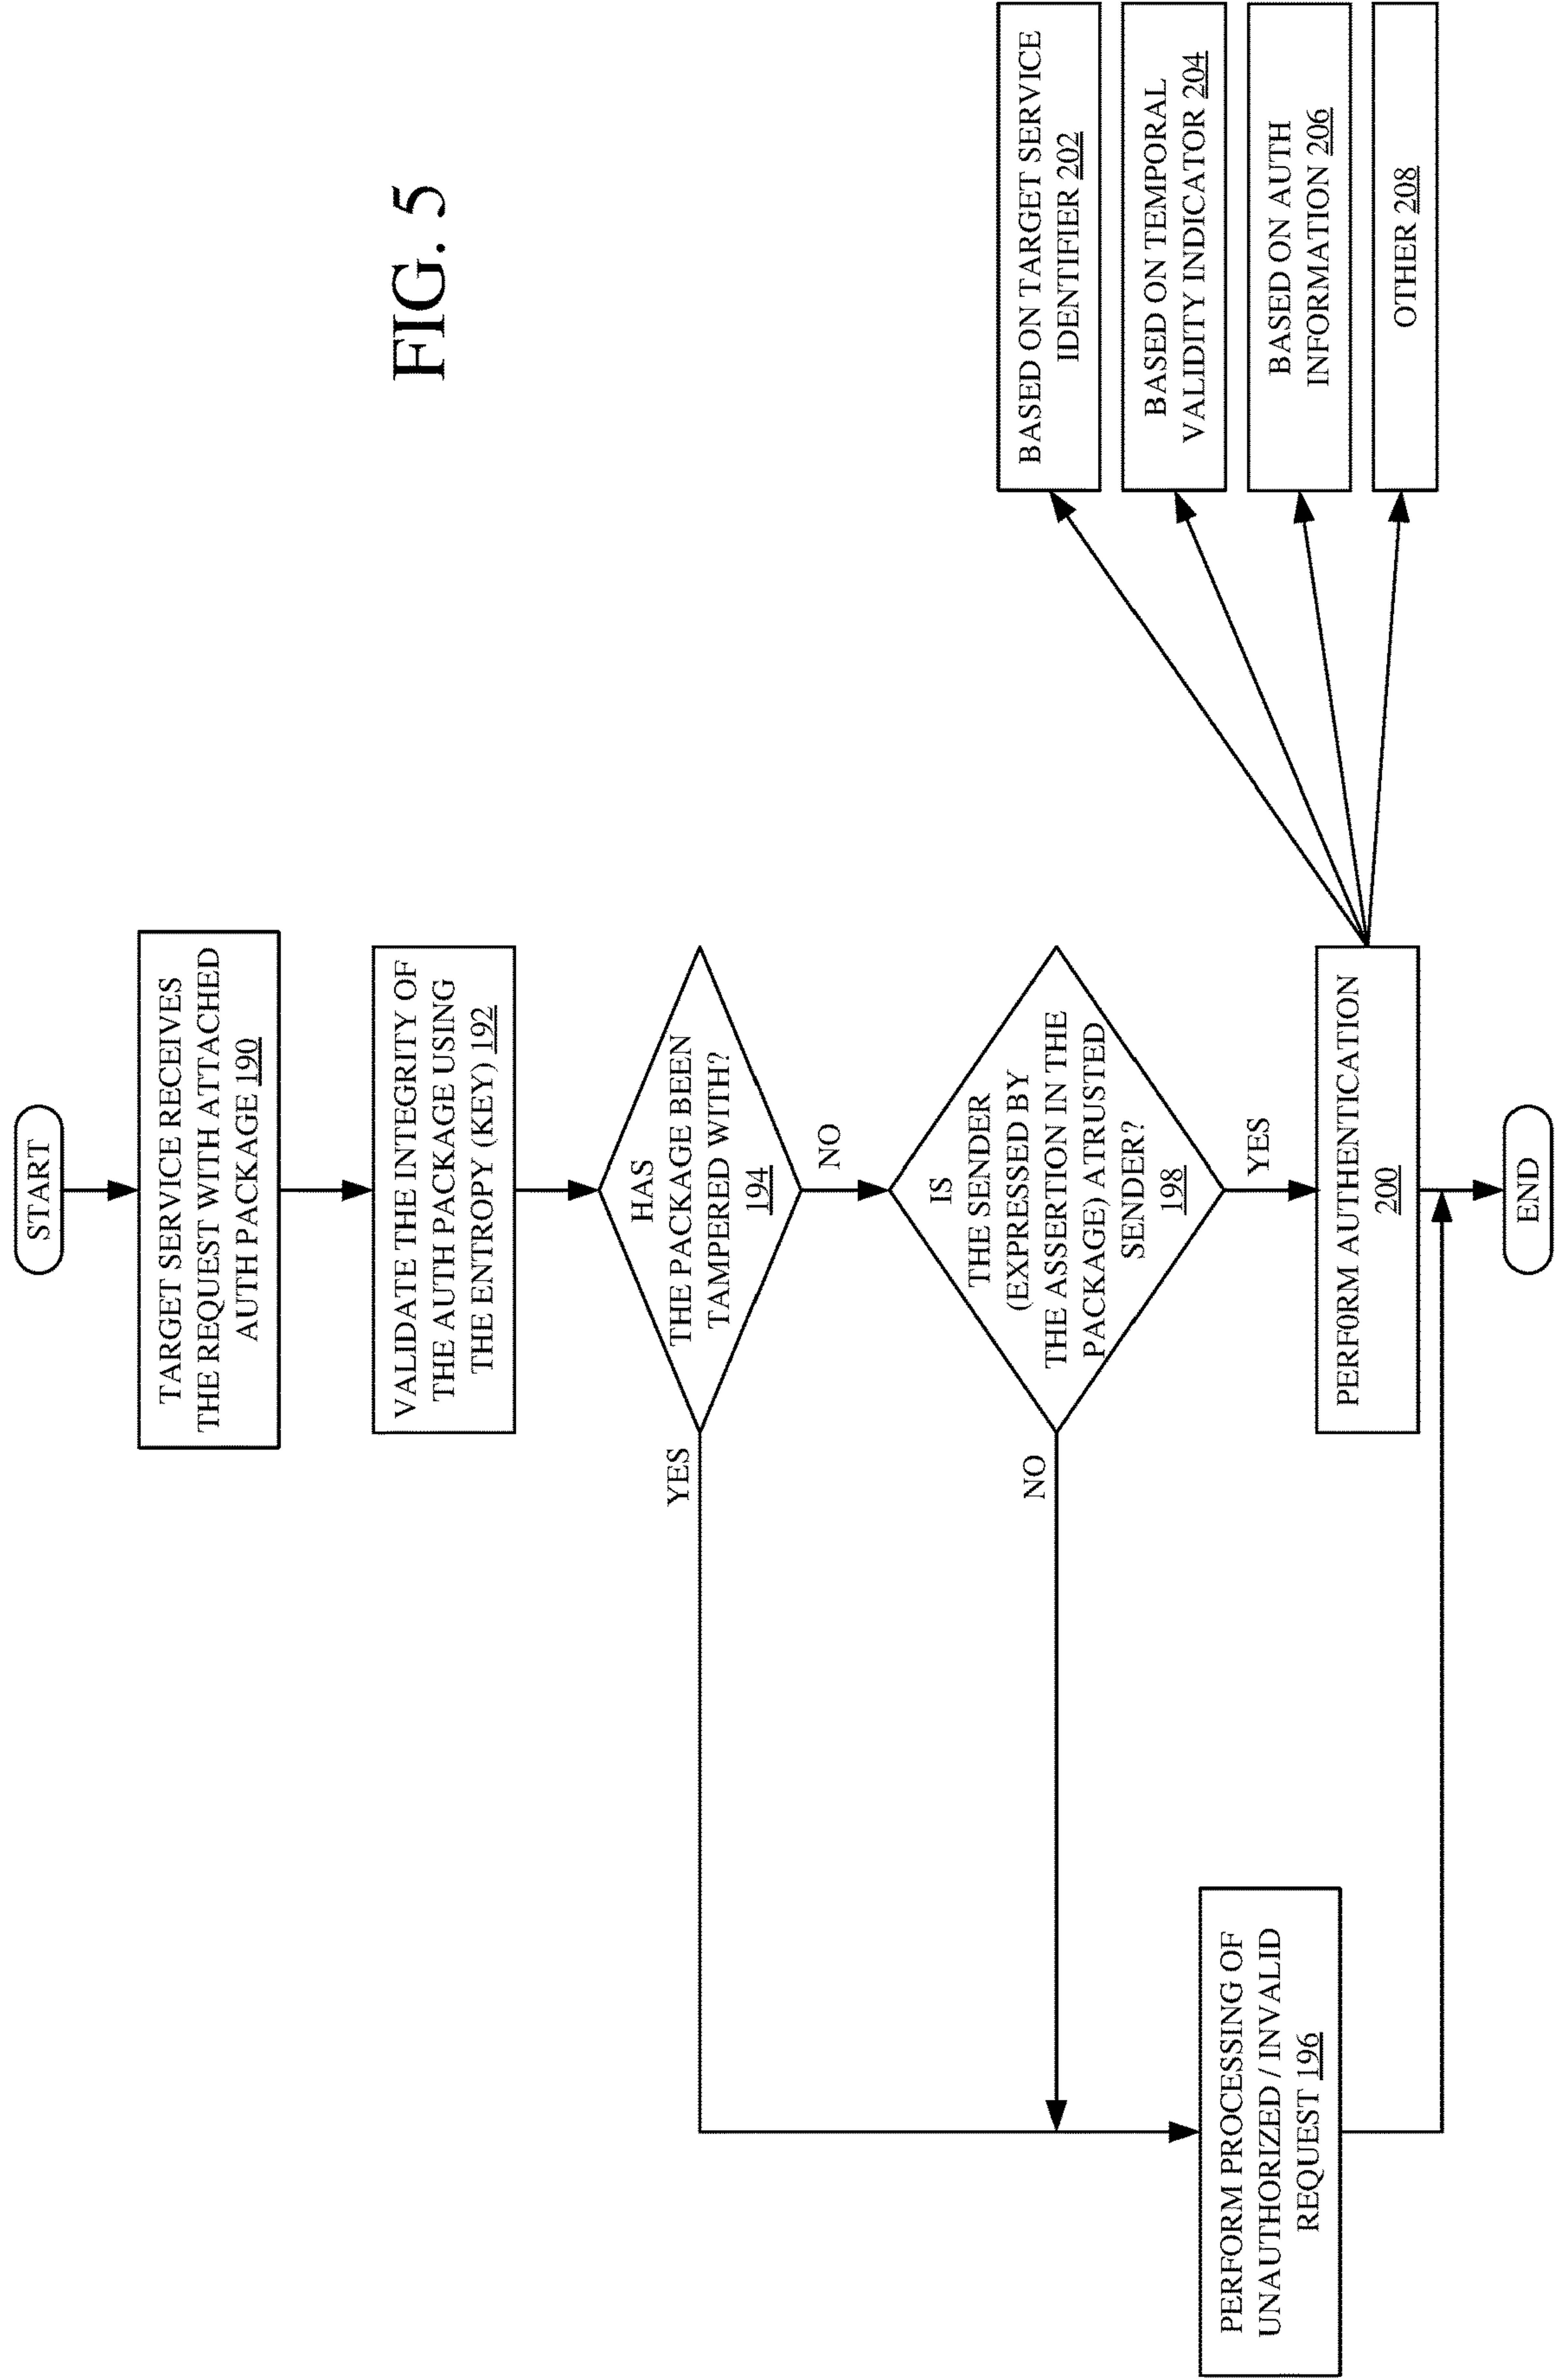 START
TARGET SERVICE RECEIVES
THE REQUEST WITH ATTACHED
AUTH PACKAGE 190
VALIDATE THE INTEGRITY OF
THE AUTH PACKAGE USING
THE ENTROPY (KEY) 192
HAS
THE PACKAGE BEEN
TAMPERED WITH?
194
YES
NO
IS
THE SENDER
(EXPRESSED BY
THE ASSERTION IN THE
PACKAGE) ATRUSTED
SENDER?
198
NO
YES
PERFORM PROCESSING OF
UNAUTHORIZED / INVALID
REQUEST 196
PERFORM AUTHENTICATION
200
BASED ON TARGET SERVICE
IDENTIFIER 202
BASED ON TEMPORAL
VALIDITY INDICATOR 204
BASED ON AUTH
INFORMATION 206
OTHER 208
END
FIG. 5